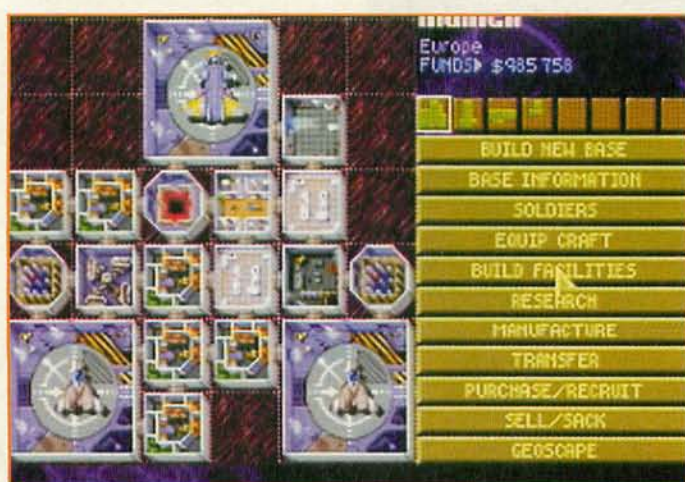 Munich
Europe
FUNDS▶ $985 758
BUILD NEW BASE
BASE INFORMATION
SOLDIERS
EQUIP CRAFT
BUILD FACILITIES
RESEARCH
MANUFACTURE
TRANSFER
PURCHASE/RECRUIT
SELL/SACK
GEOSCAPE